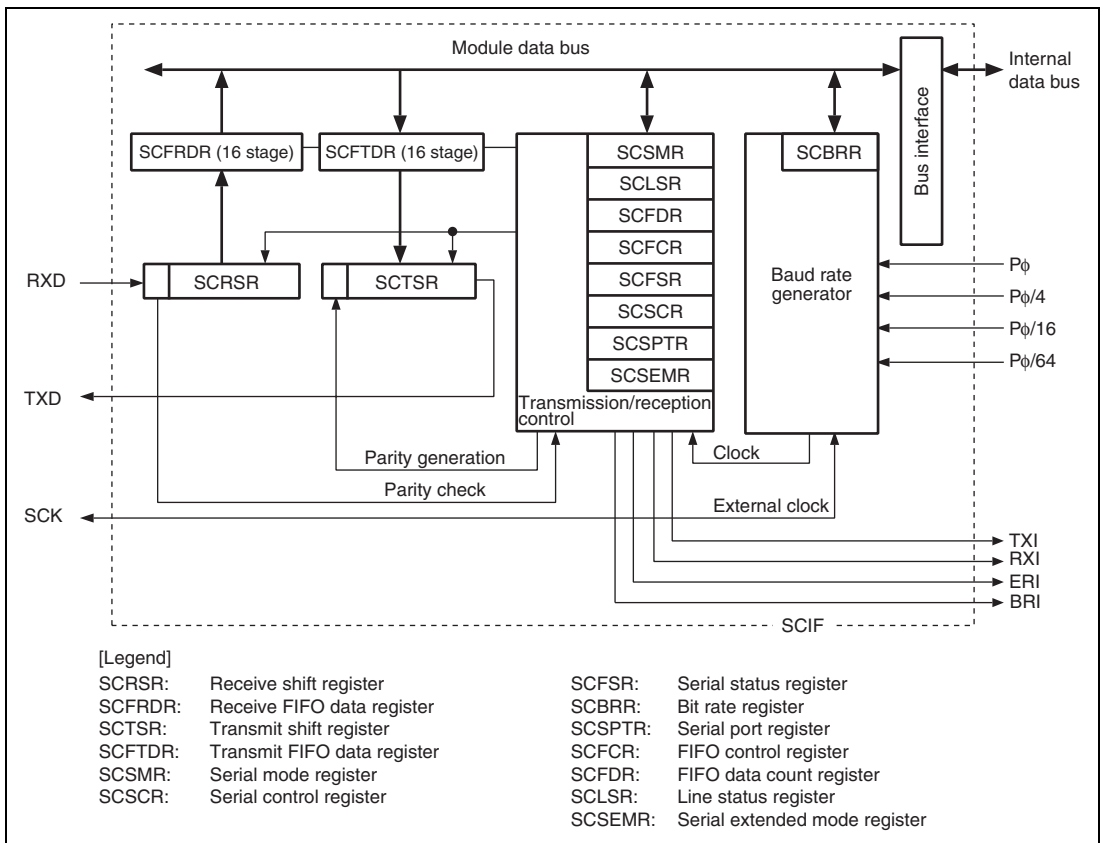 Module data bus
Internal
data bus
Bus interface
SCFRDR (16 stage)
SCFTDR (16 stage)
SCSMR
SCLSR
SCFDR
SCFCR
SCFSR
SCSCR
SCSPTR
SCSEMR
Transmission/reception
control
SCBRR
Baud rate
generator
RXD
SCRSR
SCTSR
Pϕ
Pϕ/4
Pϕ/16
Pϕ/64
TXD
Parity generation
Parity check
Clock
External clock
SCK
TXI
RXI
ERI
BRI
SCIF
[Legend]
SCRSR: Receive shift register
SCFRDR: Receive FIFO data register
SCTSR: Transmit shift register
SCFTDR: Transmit FIFO data register
SCSMR: Serial mode register
SCSCR: Serial control register
SCFSR: Serial status register
SCBRR: Bit rate register
SCSPTR: Serial port register
SCFCR: FIFO control register
SCFDR: FIFO data count register
SCLSR: Line status register
SCSEMR: Serial extended mode register